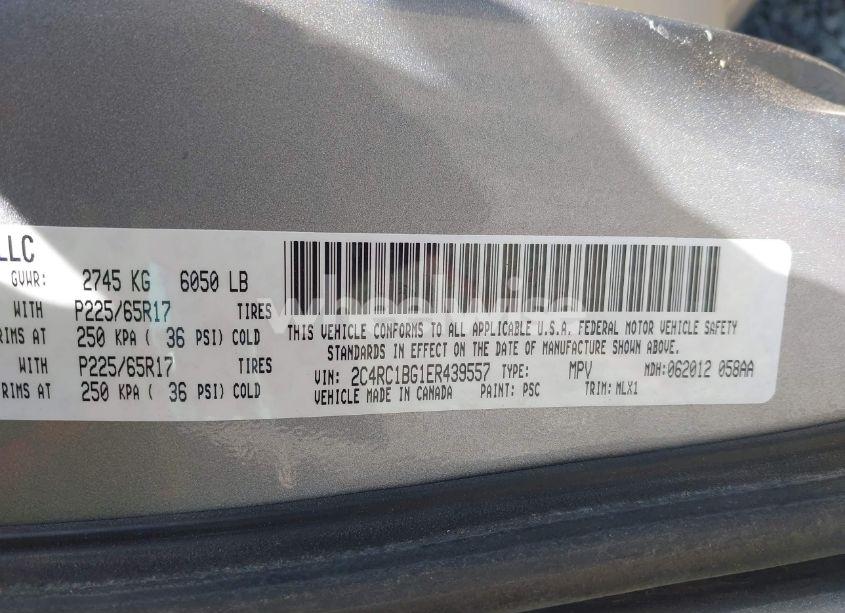 LLC
GVWR: 2745 KG 6050 LB
WITH P225/65R17 TIRES
RIMS AT 250 KPA ( 36 PSI) COLD
WITH P225/65R17 TIRES
RIMS AT 250 KPA ( 36 PSI) COLD
THIS VEHICLE CONFORMS TO ALL APPLICABLE U.S.A. FEDERAL MOTOR VEHICLE SAFETY
STANDARDS IN EFFECT ON THE DATE OF MANUFACTURE SHOWN ABOVE.
VIN: 2C4RC1BG1ER439557 TYPE: MPV MDH:062012 058AA
VEHICLE MADE IN CANADA PAINT: PSC TRIM: MLX1
wheelwise